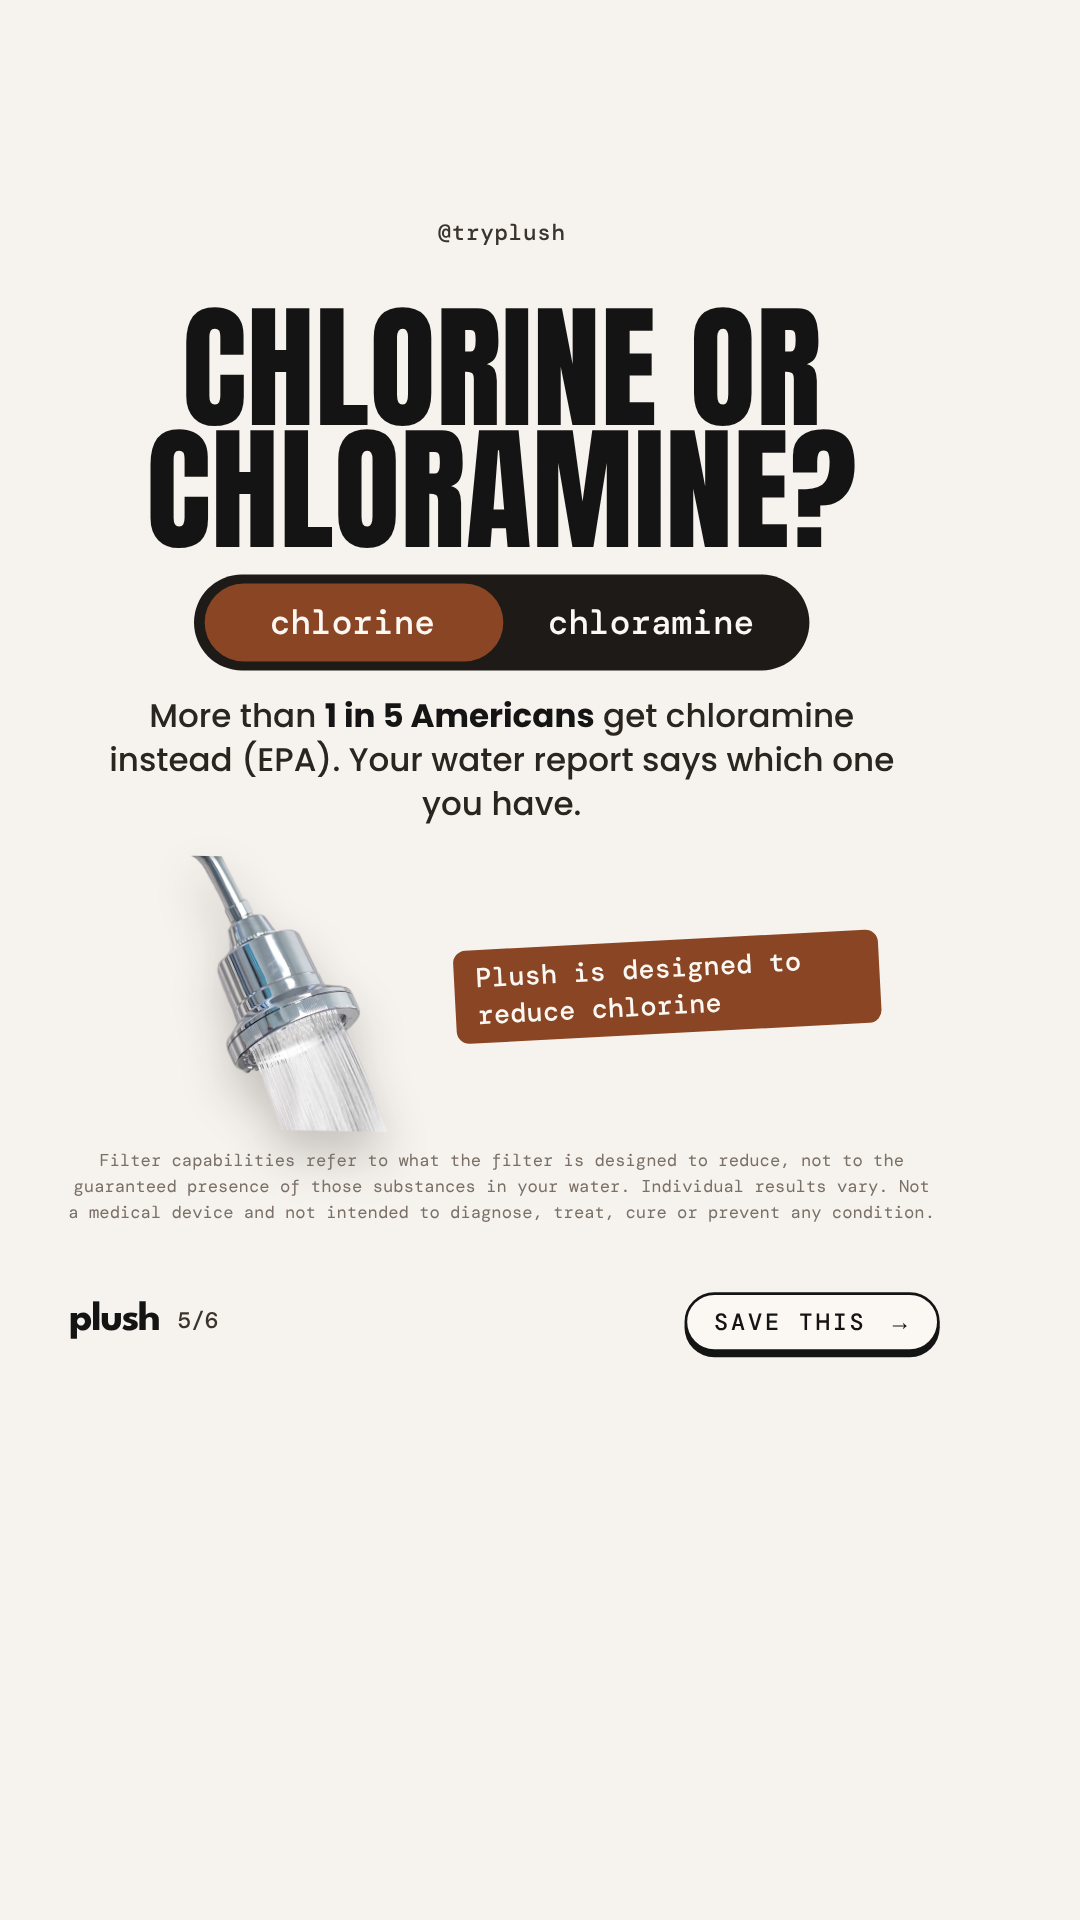 @tryplush
CHLORINE OR
CHLORAMINE?
chlorine chloramine
More than 1 in 5 Americans get chloramine
instead (EPA). Your water report says which one
you have.
Plush is designed to
reduce chlorine
Filter capabilities refer to what the filter is designed to reduce, not to the
guaranteed presence of those substances in your water. Individual results vary. Not
a medical device and not intended to diagnose, treat, cure or prevent any condition.
plush 5/6
SAVE THIS →